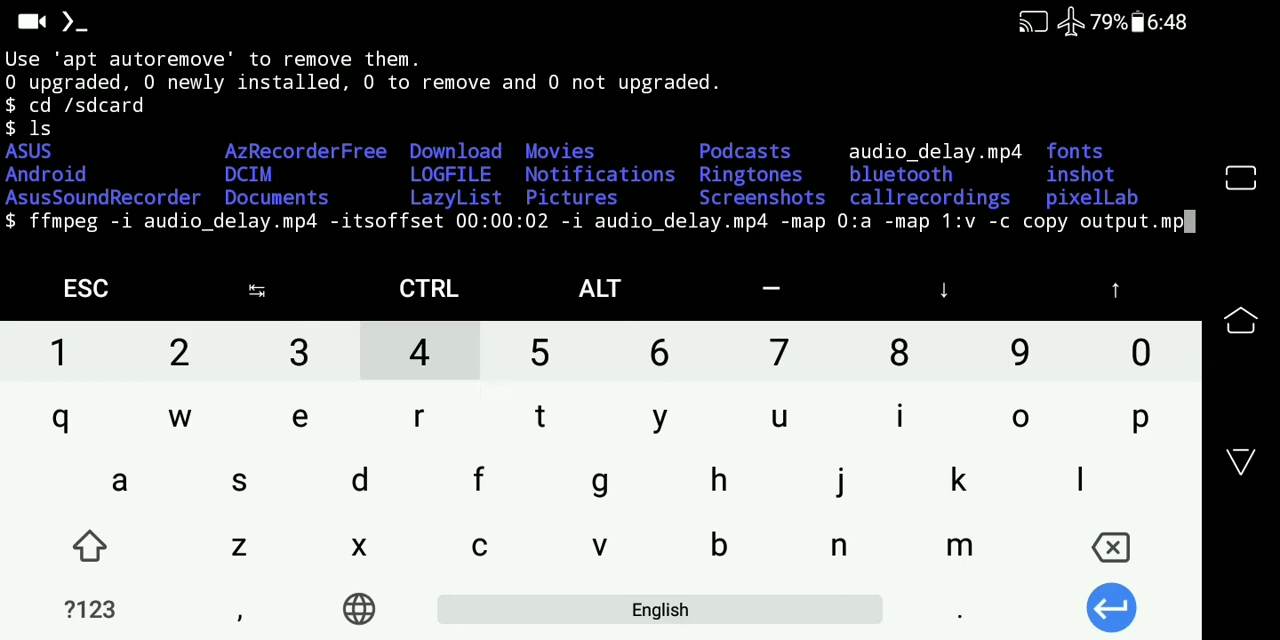 79% 6:48
Use 'apt autoremove' to remove them.
0 upgraded, 0 newly installed, 0 to remove and 0 not upgraded.
$ cd /sdcard
$ ls
ASUS AzRecorderFree Download Movies Podcasts audio_delay.mp4 fonts
Android DCIM LOGFILE Notifications Ringtones bluetooth inshot
AsusSoundRecorder Documents LazyList Pictures Screenshots callrecordings pixelLab
$ ffmpeg -i audio_delay.mp4 -itsoffset 00:00:02 -i audio_delay.mp4 -map 0:a -map 1:v -c copy output.mp
ESC ↹ CTRL ALT — ↓ ↑
1 2 3 4 5 6 7 8 9 0
q w e r t y u i o p
a s d f g h j k l
z x c v b n m
?123 , English .